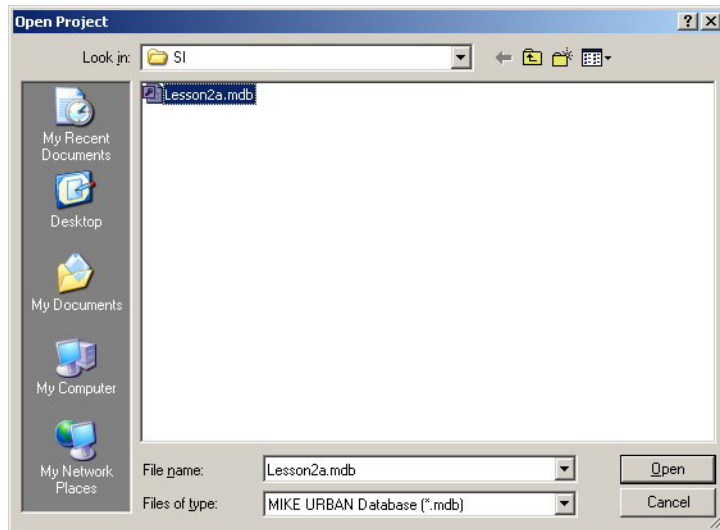 Open Project
Look in:
SI
Lesson2a.mdb
My Recent
Documents
Desktop
My Documents
My Computer
My Network
Places
File name:
Lesson2a.mdb
Open
Files of type:
MIKE URBAN Database (*.mdb)
Cancel